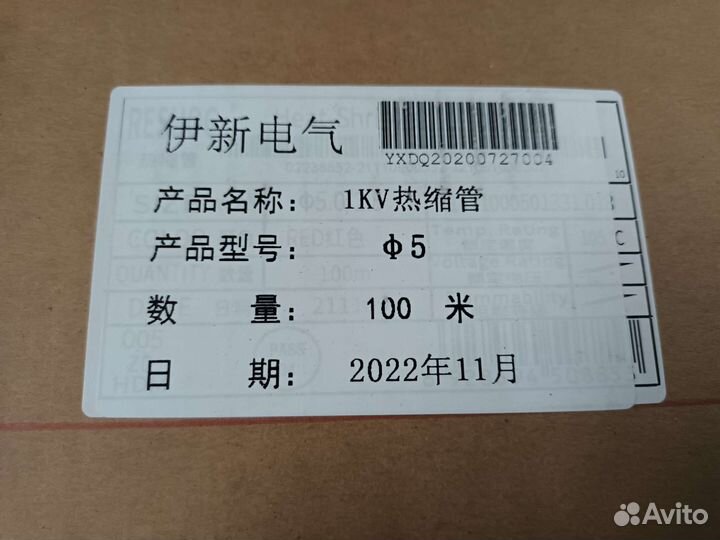 伊新电气
YXDQ20200727004
产品名称： 1KV热缩管
产品型号： Φ5
数 量： 100 米
日 期： 2022年11月
Avito